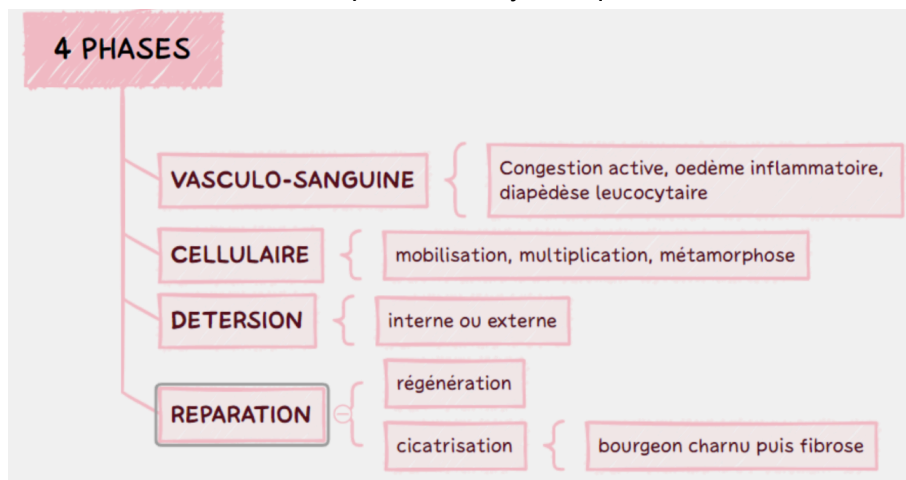 4 PHASES
VASCULO-SANGUINE
Congestion active, oedème inflammatoire,
diapèdèse leucocytaire
CELLULAIRE
mobilisation, multiplication, métamorphose
DETERSION
interne ou externe
REPARATION
régénération
cicatrisation
bourgeon charnu puis fibrose